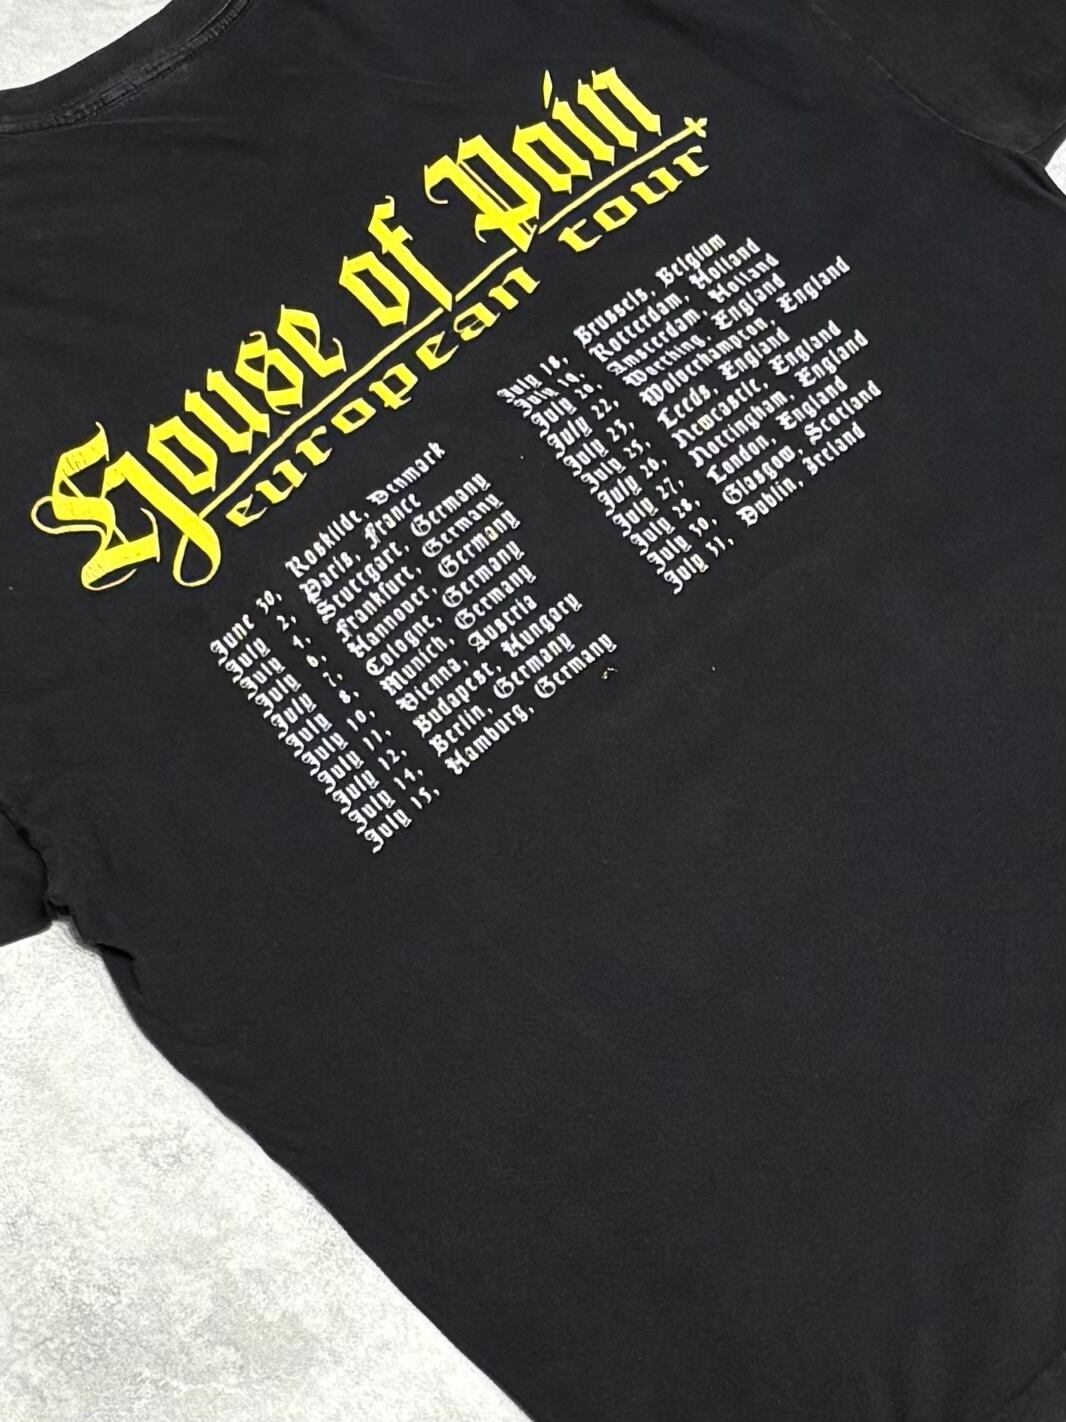 House of Pain
european tour
June 30, Roskilde, Denmark
July 2, Paris, France
July 4, Stuttgart, Germany
July 6, Frankfurt, Germany
July 7, Hannover, Germany
July 8, Cologne, Germany
July 10, Munich, Germany
July 11, Vienna, Austria
July 12, Budapest, Hungary
July 14, Berlin, Germany
July 15, Hamburg, Germany
July 18, Brussels, Belgium
July 19, Rotterdam, Holland
July 20, Amsterdam, Holland
July 22, Worthing, England
July 23, Wolverhampton, England
July 25, Leeds, England
July 26, Newcastle, England
July 27, Nottingham, England
July 28, London, England
July 30, Glasgow, Scotland
July 31, Dublin, Ireland